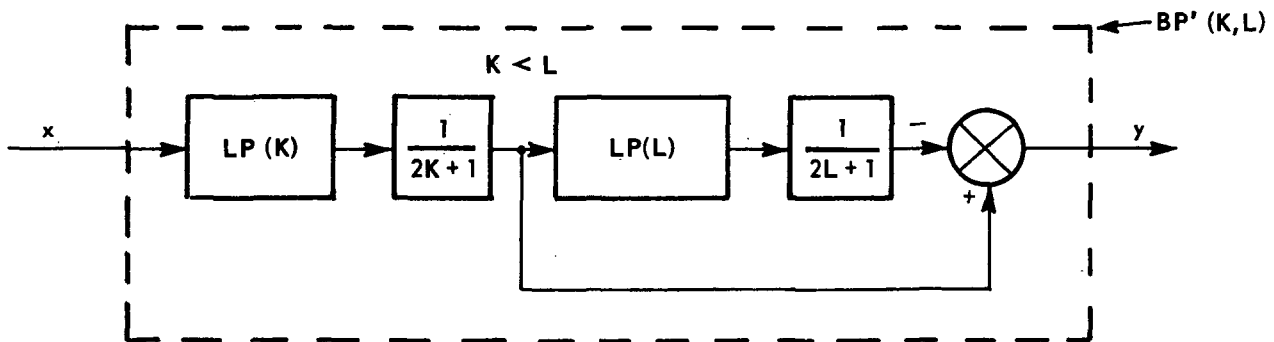 BP' (K,L)
K < L
x
LP (K)
1
2K + 1
LP(L)
1
2L + 1
−
+
y